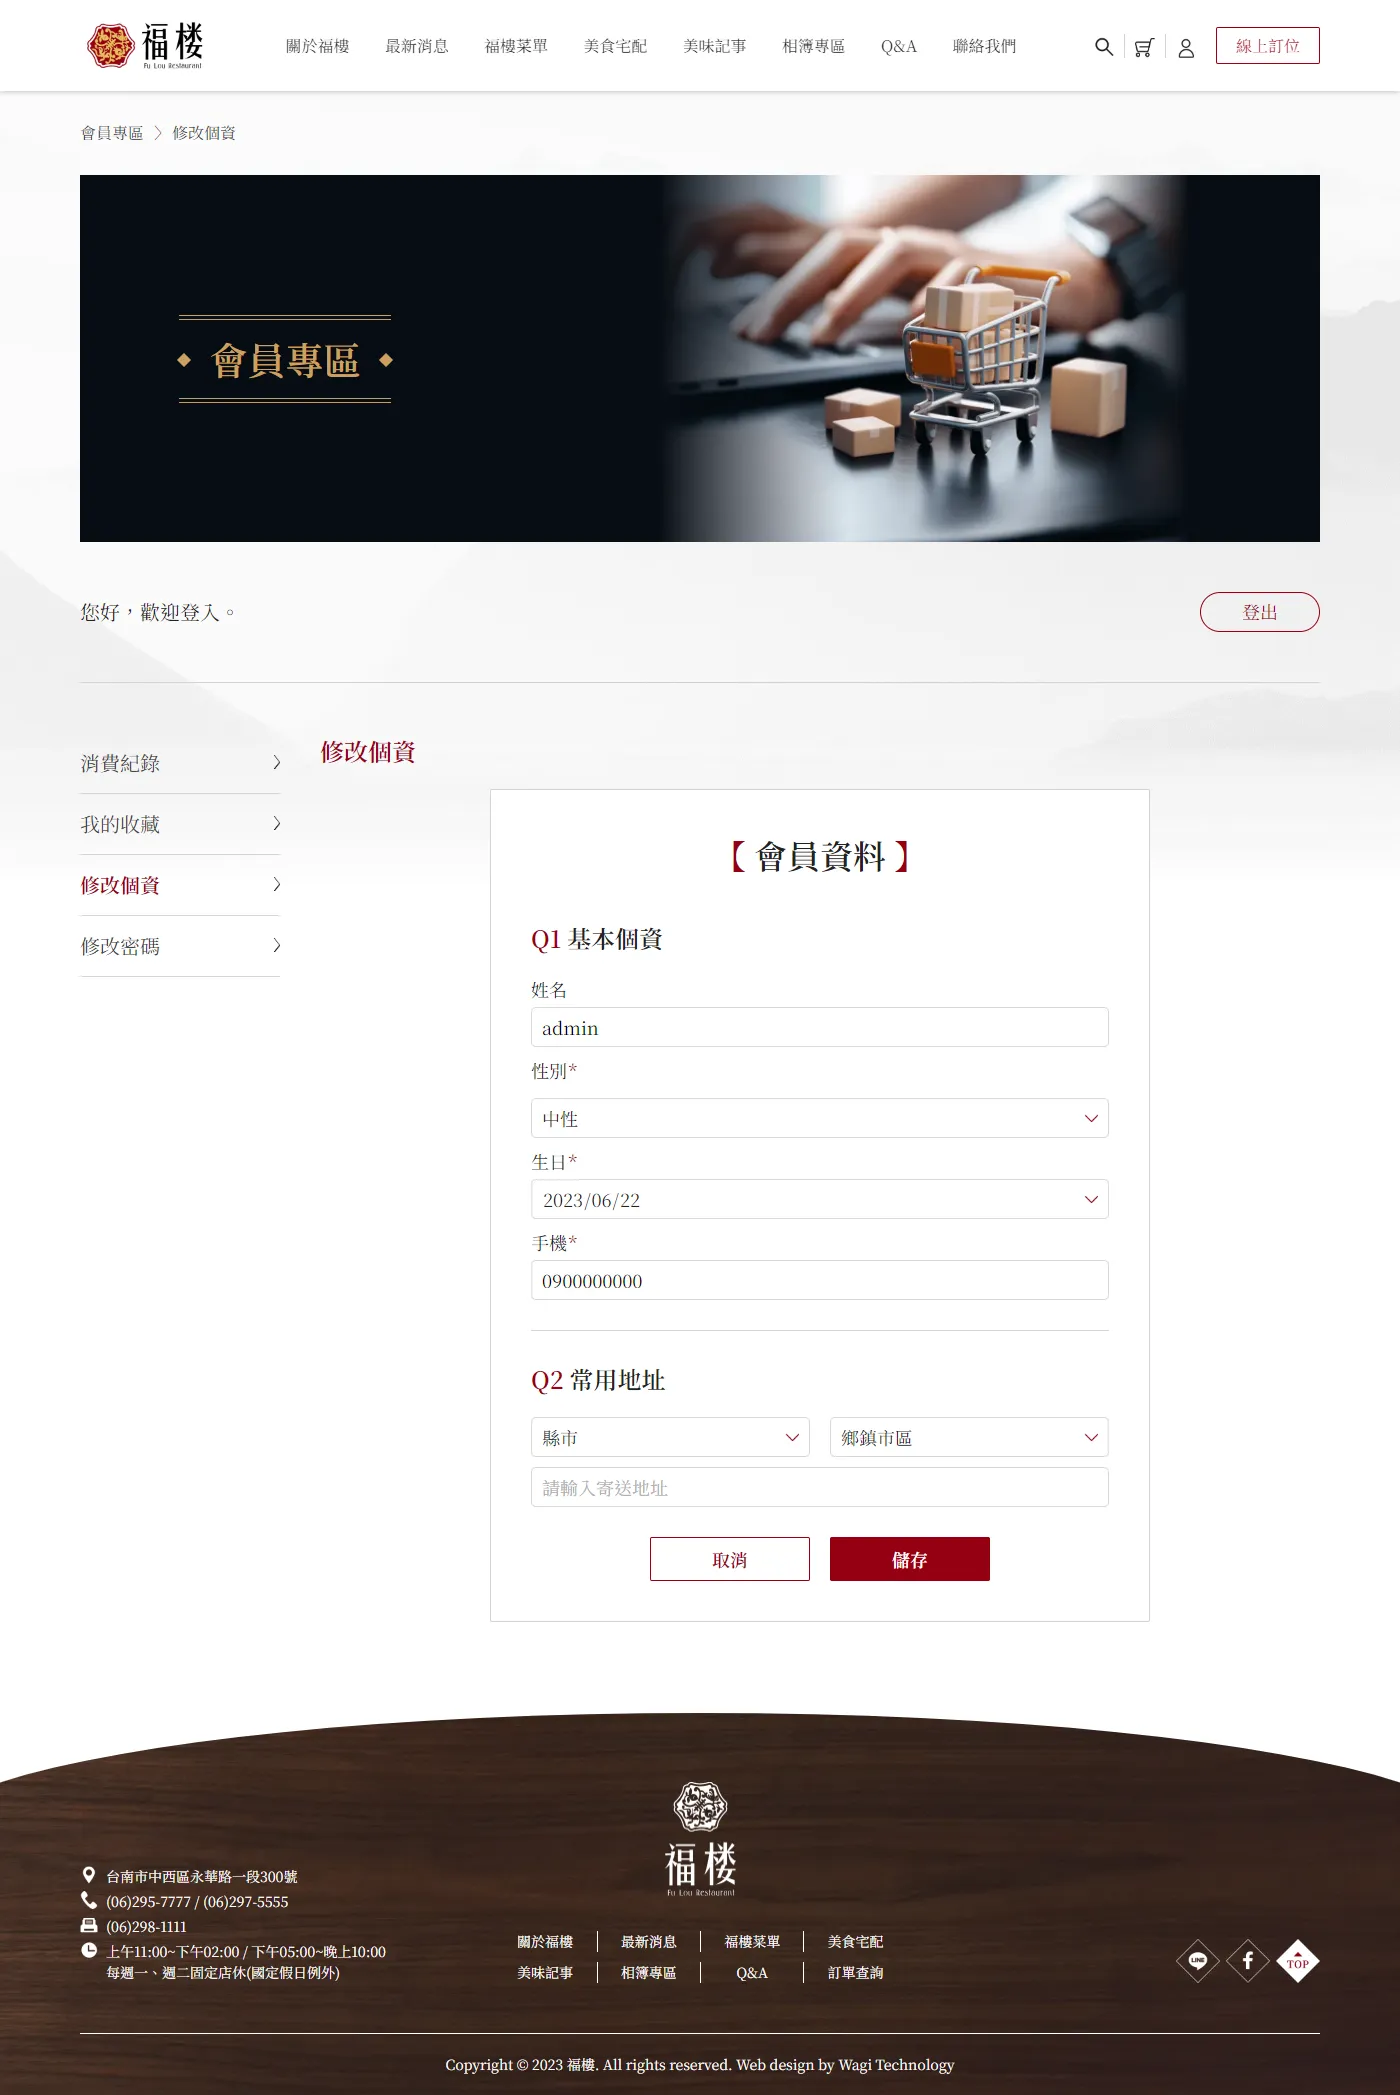 福楼
Fu Lou Restaurant
關於福樓 最新消息 福樓菜單 美食宅配 美味記事 相簿專區 Q&A 聯絡我們
線上訂位
會員專區 〉 修改個資
會員專區
您好，歡迎登入。
登出
消費紀錄
我的收藏
修改個資
修改密碼
修改個資
【 會員資料 】
Q1 基本個資
姓名
admin
性別*
中性
生日*
2023/06/22
手機*
0900000000
Q2 常用地址
縣市 鄉鎮市區
請輸入寄送地址
取消 儲存
福楼
Fu Lou Restaurant
台南市中西區永華路一段300號
(06)295-7777 / (06)297-5555
(06)298-1111
上午11:00~下午02:00 / 下午05:00~晚上10:00
每週一、週二固定店休(國定假日例外)
關於福樓 最新消息 福樓菜單 美食宅配
美味記事 相簿專區 Q&A 訂單查詢
LINE
TOP
Copyright © 2023 福樓. All rights reserved. Web design by Wagi Technology